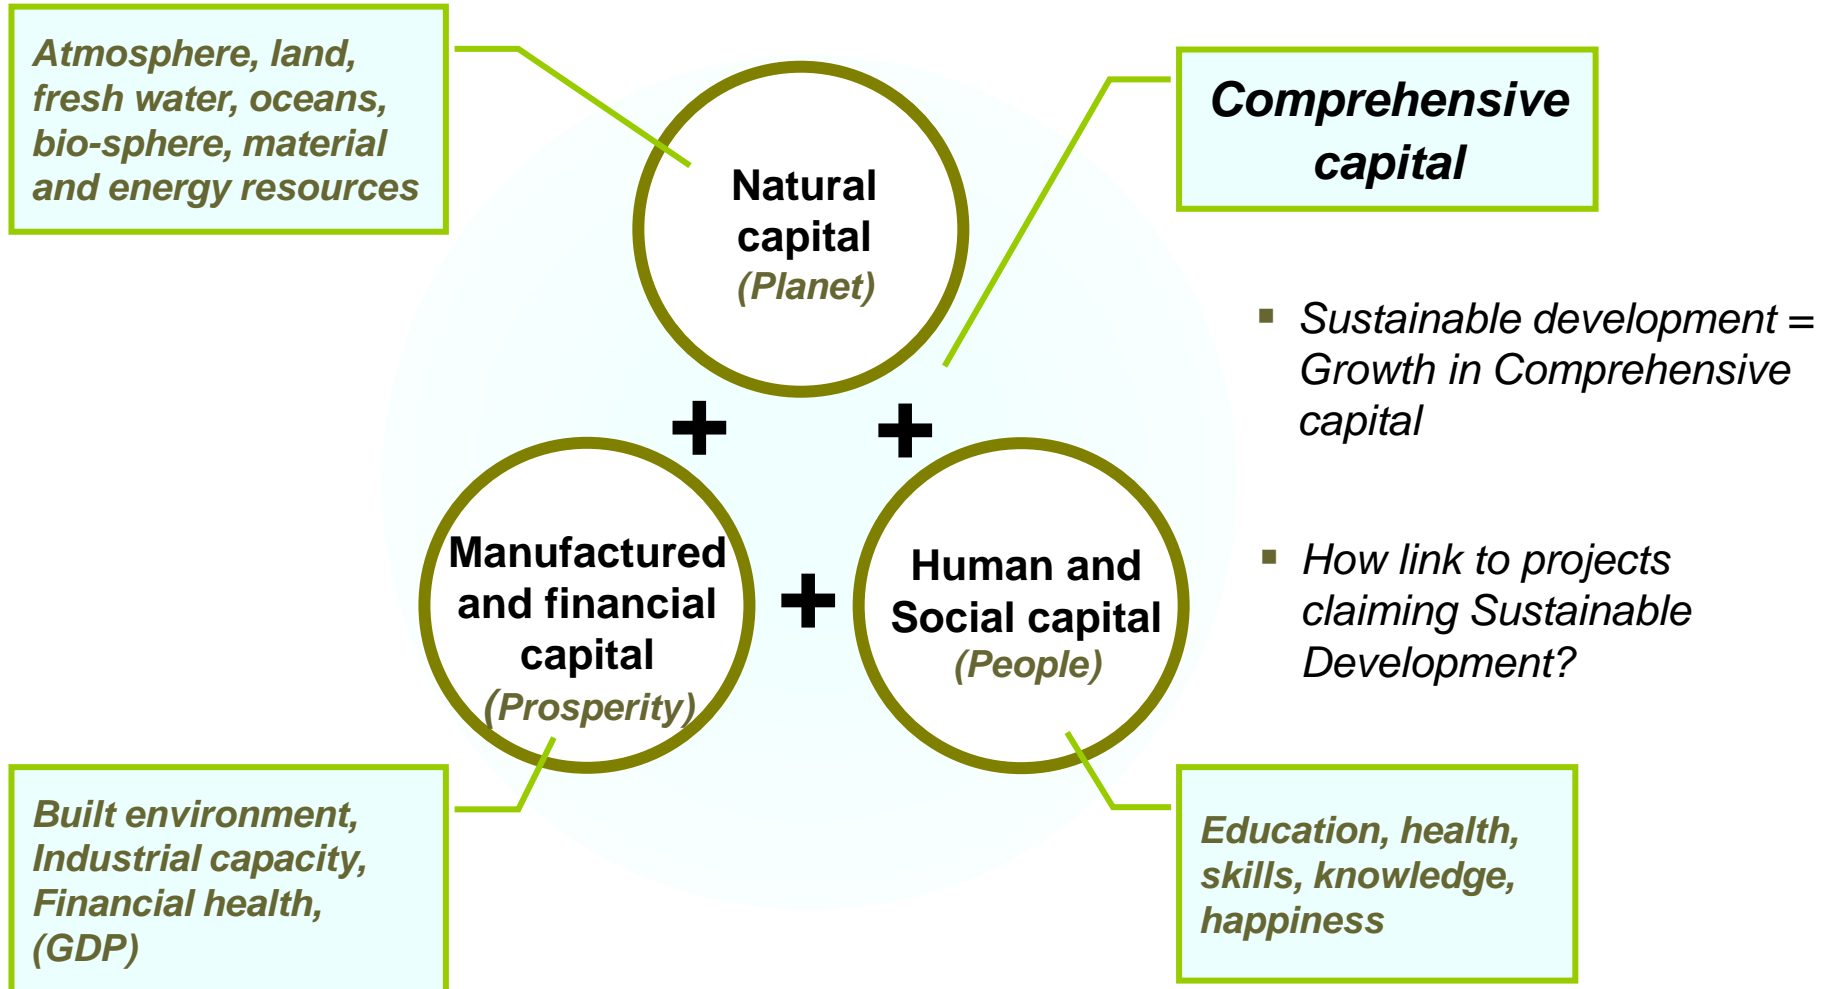 Atmosphere, land,
fresh water, oceans,
bio-sphere, material
and energy resources
Comprehensive
capital
Natural
capital
(Planet)
▪ Sustainable development =
Growth in Comprehensive
capital
+ +
Manufactured
and financial
capital
(Prosperity)
+
Human and
Social capital
(People)
▪ How link to projects
claiming Sustainable
Development?
Built environment,
Industrial capacity,
Financial health,
(GDP)
Education, health,
skills, knowledge,
happiness